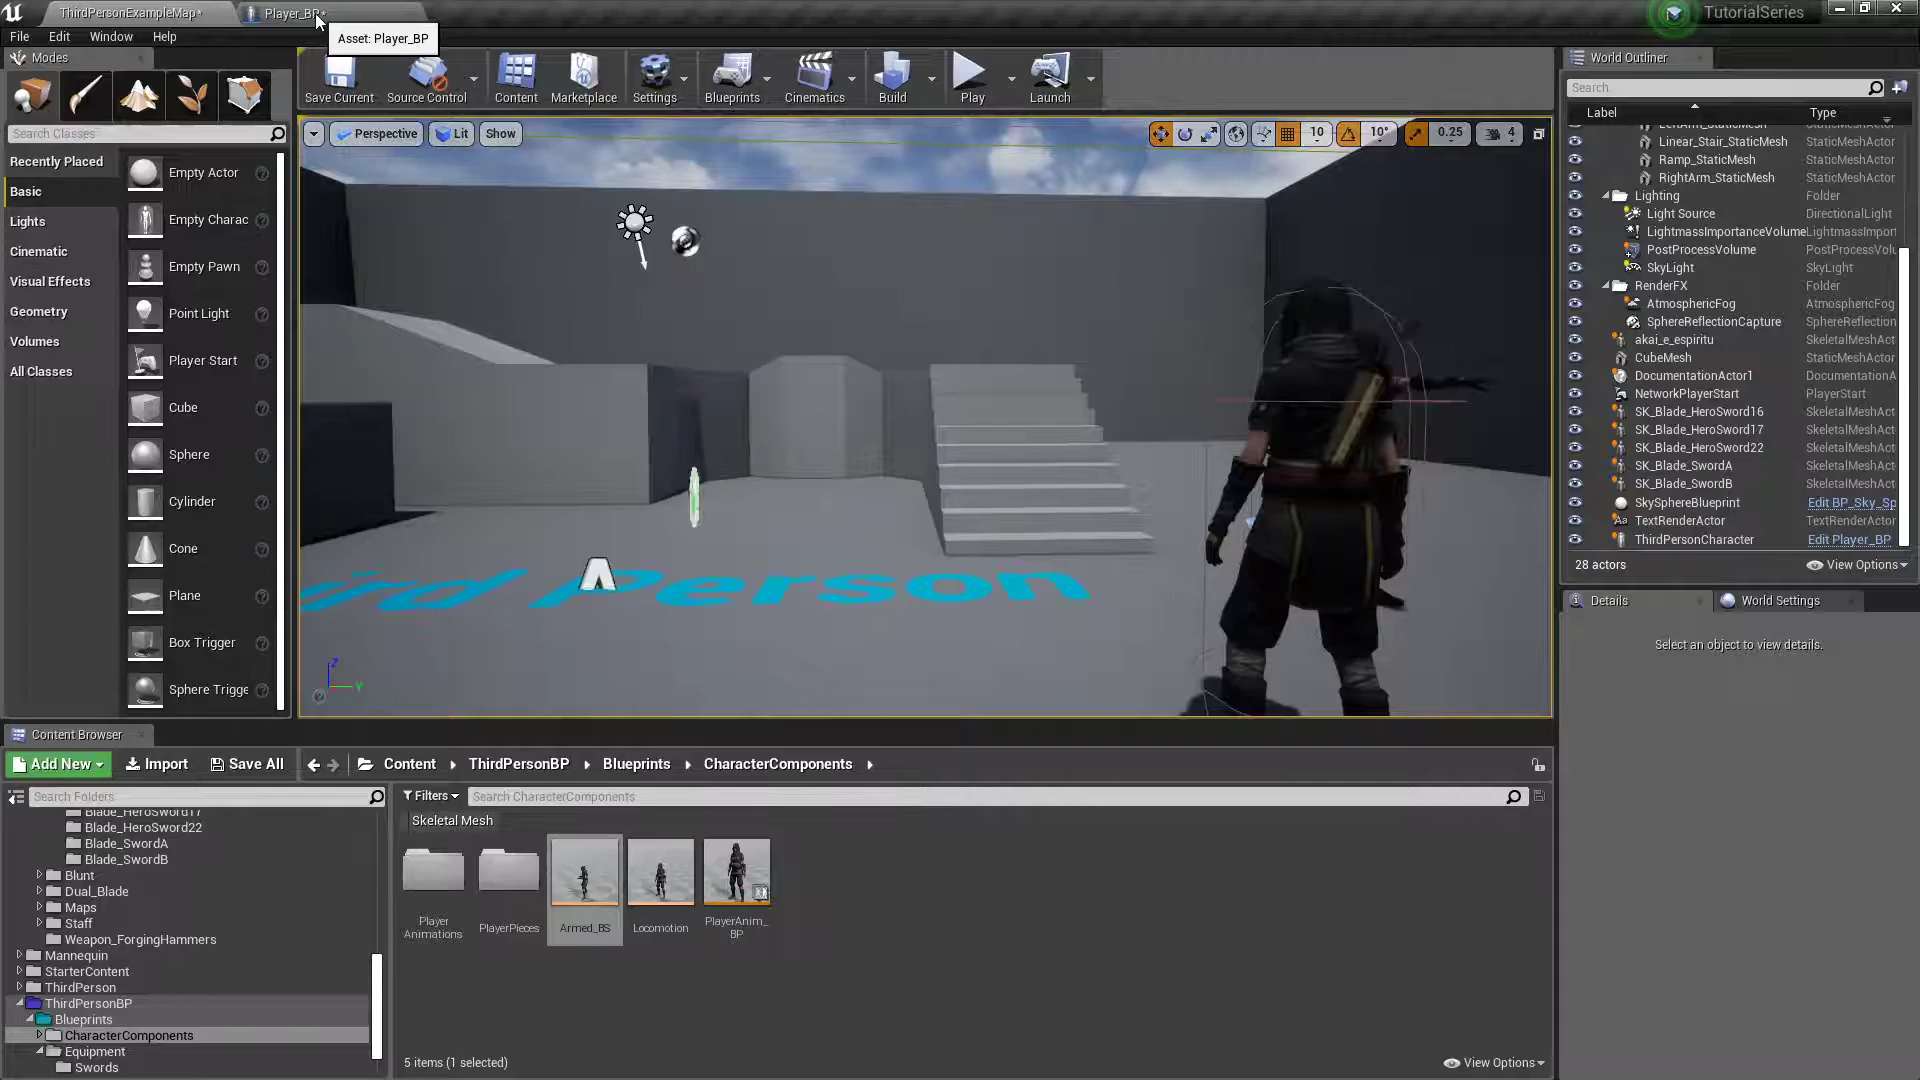 ThirdPersonExampleMap*
Player_BP*
TutorialSeries
File Edit Window Help
Asset: Player_BP
Modes
Save Current
Source Control
Content
Marketplace
Settings
Blueprints
Cinematics
Build
Play
Launch
Search Classes
Recently Placed
Basic
Lights
Cinematic
Visual Effects
Geometry
Volumes
All Classes
Empty Actor
Empty Charac
Empty Pawn
Point Light
Player Start
Cube
Sphere
Cylinder
Cone
Plane
Box Trigger
Sphere Trigge
Perspective
Lit
Show
10
10°
0.25
4
ird Person
Z
Y
World Outliner
Search
Label Type
LeftArm_StaticMesh StaticMeshActor
Linear_Stair_StaticMesh StaticMeshActor
Ramp_StaticMesh StaticMeshActor
RightArm_StaticMesh StaticMeshActor
Lighting Folder
Light Source DirectionalLight
LightmassImportanceVolume LightmassImport
PostProcessVolume PostProcessVolu
SkyLight SkyLight
RenderFX Folder
AtmosphericFog AtmosphericFog
SphereReflectionCapture SphereReflection
akai_e_espiritu SkeletalMeshAct
CubeMesh StaticMeshActor
DocumentationActor1 DocumentationA
NetworkPlayerStart PlayerStart
SK_Blade_HeroSword16 SkeletalMeshAct
SK_Blade_HeroSword17 SkeletalMeshAct
SK_Blade_HeroSword22 SkeletalMeshAct
SK_Blade_SwordA SkeletalMeshAct
SK_Blade_SwordB SkeletalMeshAct
SkySphereBlueprint Edit BP_Sky_Sp
TextRenderActor TextRenderActor
ThirdPersonCharacter Edit Player_BP
28 actors
View Options
Details
World Settings
Select an object to view details.
Content Browser
Add New
Import
Save All
Content ThirdPersonBP Blueprints CharacterComponents
Search Folders
Blade_HeroSword17
Blade_HeroSword22
Blade_SwordA
Blade_SwordB
Blunt
Dual_Blade
Maps
Staff
Weapon_ForgingHammers
Mannequin
StarterContent
ThirdPerson
ThirdPersonBP
Blueprints
CharacterComponents
Equipment
Swords
Filters
Search CharacterComponents
Skeletal Mesh
Player
Animations
PlayerPieces
Armed_BS
Locomotion
PlayerAnim_
BP
5 items (1 selected)
View Options